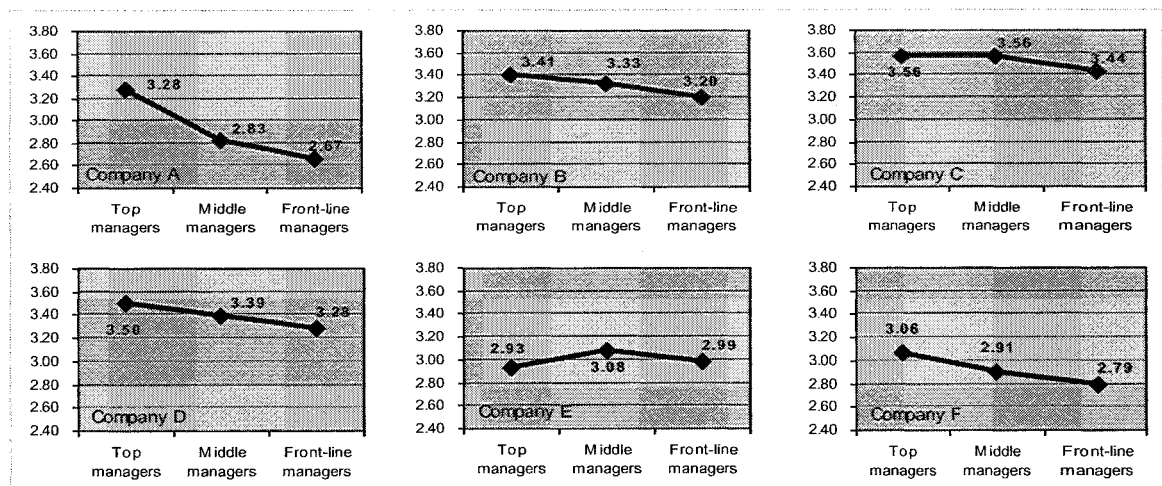 3.80
3.60
3.40
3.20
3.00
2.80
2.60
2.40
3.28
2.83
2.67
Company A
Top managers
Middle managers
Front-line managers
3.80
3.60
3.40
3.20
3.00
2.80
2.60
2.40
3.41
3.33
3.20
Company B
Top managers
Middle managers
Front-line managers
3.80
3.60
3.40
3.20
3.00
2.80
2.60
2.40
3.56
3.56
3.44
Company C
Top managers
Middle managers
Front-line managers
3.80
3.60
3.40
3.20
3.00
2.80
2.60
2.40
3.50
3.39
3.28
Company D
Top managers
Middle managers
Front-line managers
3.80
3.60
3.40
3.20
3.00
2.80
2.60
2.40
2.93
3.08
2.99
Company E
Top managers
Middle managers
Front-line managers
3.80
3.60
3.40
3.20
3.00
2.80
2.60
2.40
3.06
2.91
2.79
Company F
Top managers
Middle managers
Front-line managers